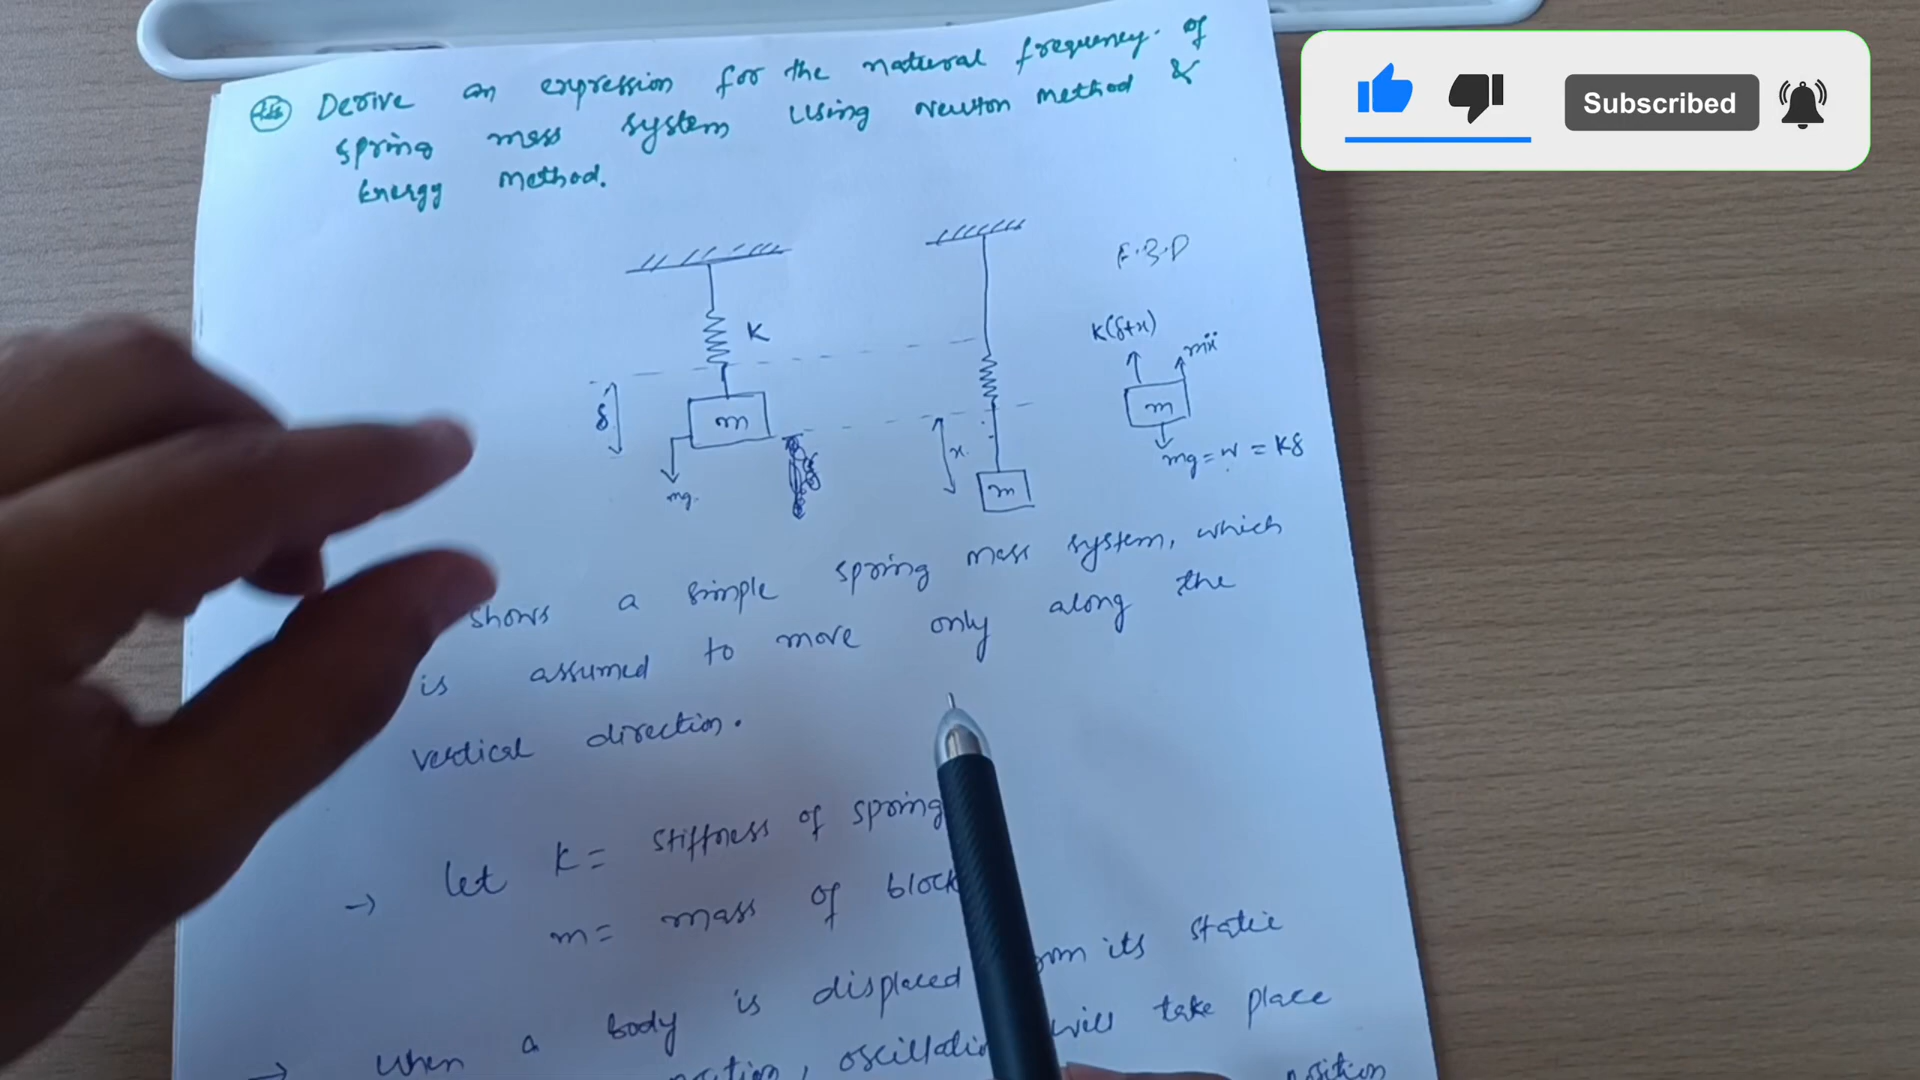 Derive an expression for the natural frequency of
spring mass system using Newton method &
Energy method.
Subscribed
F.B.D
K
K(δ+x)
mẍ
δ
m
m
x
m
mg
mg = W = Kδ
shows a simple spring mass system, which
is assumed to move only along the
vertical direction.
→ let K = stiffness of spring
m = mass of block
→ When a body is displaced its static
oscillation will take place
position